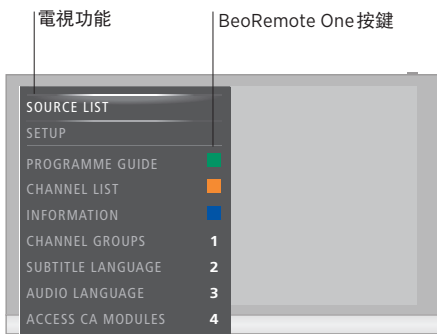 電視功能
BeoRemote One按鍵
SOURCE LIST
SETUP
PROGRAMME GUIDE
CHANNEL LIST
INFORMATION
CHANNEL GROUPS 1
SUBTITLE LANGUAGE 2
AUDIO LANGUAGE 3
ACCESS CA MODULES 4